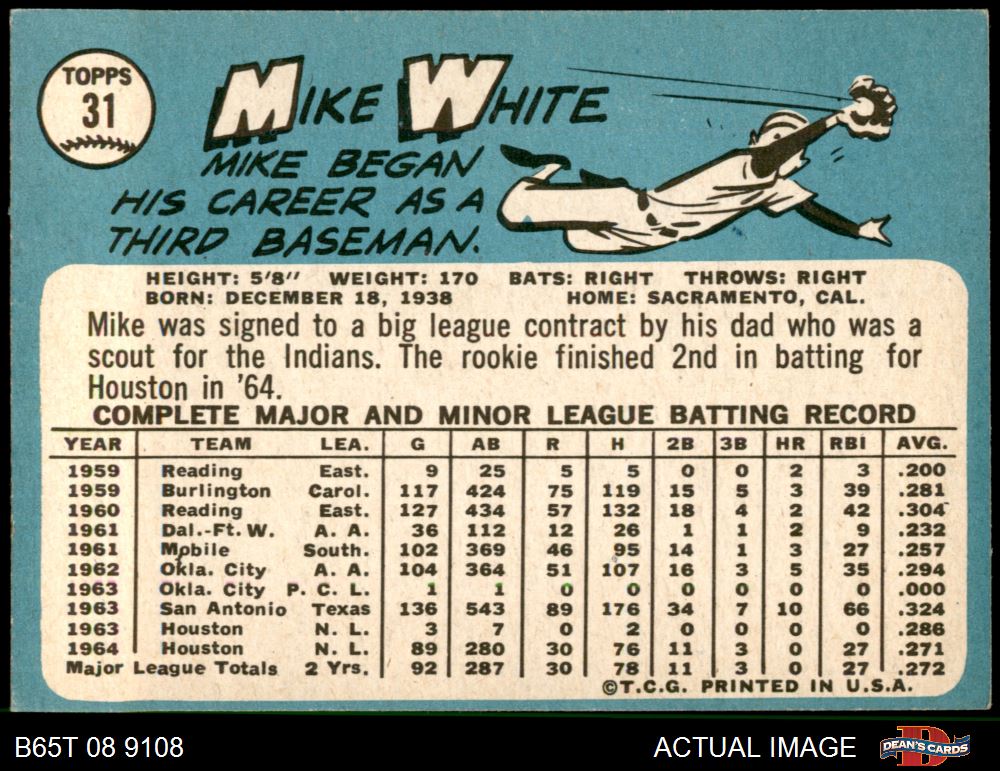 TOPPS
31
MIKE WHITE
MIKE BEGAN
HIS CAREER AS A
THIRD BASEMAN.
HEIGHT: 5'8" WEIGHT: 170 BATS: RIGHT THROWS: RIGHT
BORN: DECEMBER 18, 1938 HOME: SACRAMENTO, CAL.
Mike was signed to a big league contract by his dad who was a
scout for the Indians. The rookie finished 2nd in batting for
Houston in '64.
COMPLETE MAJOR AND MINOR LEAGUE BATTING RECORD
YEAR TEAM LEA. G AB R H 2B 3B HR RBI AVG.
1959 Reading East. 9 25 5 5 0 0 2 3 .200
1959 Burlington Carol. 117 424 75 119 15 5 3 39 .281
1960 Reading East. 127 434 57 132 18 4 2 42 .304
1961 Dal.-Ft. W. A. A. 36 112 12 26 1 1 2 9 .232
1961 Mobile South. 102 369 46 95 14 1 3 27 .257
1962 Okla. City A. A. 104 364 51 107 16 3 5 35 .294
1963 Okla. City P. C. L. 1 1 0 0 0 0 0 0 .000
1963 San Antonio Texas 136 543 89 176 34 7 10 66 .324
1963 Houston N. L. 3 7 0 2 0 0 0 0 .286
1964 Houston N. L. 89 280 30 76 11 3 0 27 .271
Major League Totals 2 Yrs. 92 287 30 78 11 3 0 27 .272
©T.C.G. PRINTED IN U.S.A.
B65T 08 9108 ACTUAL IMAGE DEAN'S CARDS